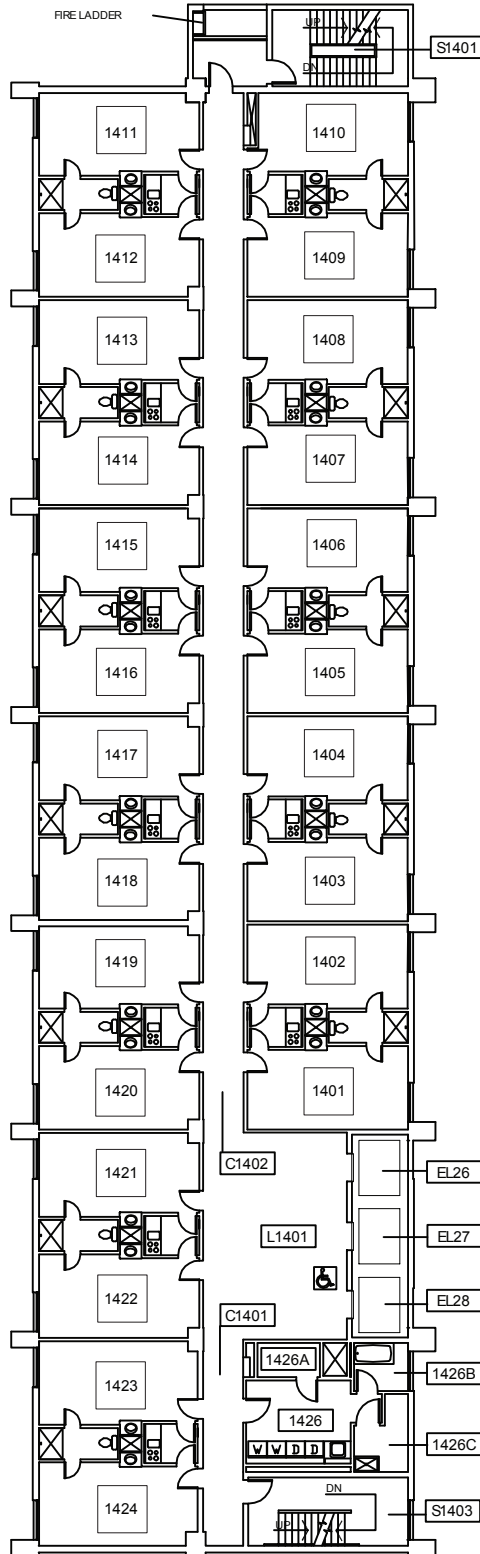 FIRE LADDER
UP
DN
S1401
1411
1410
1412
1409
1413
1408
1414
1407
1415
1406
1416
1405
1417
1404
1418
1403
1419
1402
1420
1401
C1402
1421
EL26
L1401
EL27
1422
EL28
C1401
1426A
1426B
1423
1426
W W D D
1426C
1424
DN
UP
S1403